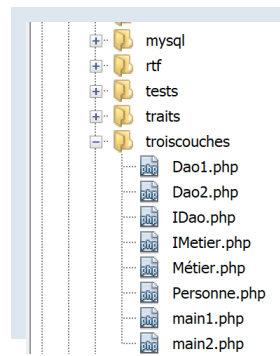 mysql
rtf
tests
traits
troiscouches
Dao1.php
Dao2.php
IDao.php
IMetier.php
Métier.php
Personne.php
main1.php
main2.php